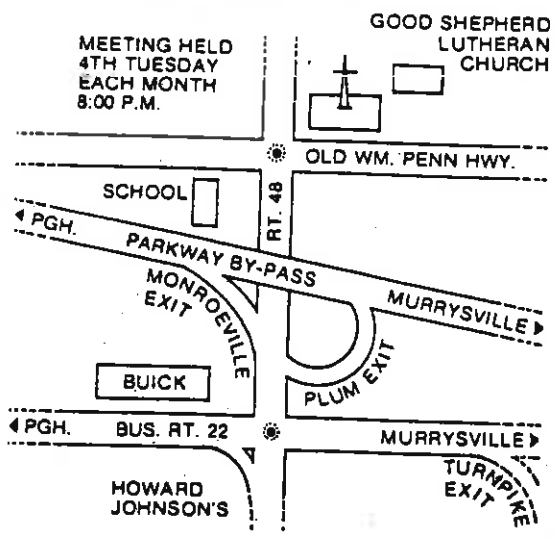 GOOD SHEPHERD
LUTHERAN
CHURCH
MEETING HELD
4TH TUESDAY
EACH MONTH
8:00 P.M.
OLD WM. PENN HWY.
SCHOOL
RT. 48
PGH.
PARKWAY BY-PASS
MURRYSVILLE
MONROEVILLE
EXIT
PLUM EXIT
BUICK
PGH.
BUS. RT. 22
MURRYSVILLE
TURNPIKE
EXIT
HOWARD
JOHNSON'S